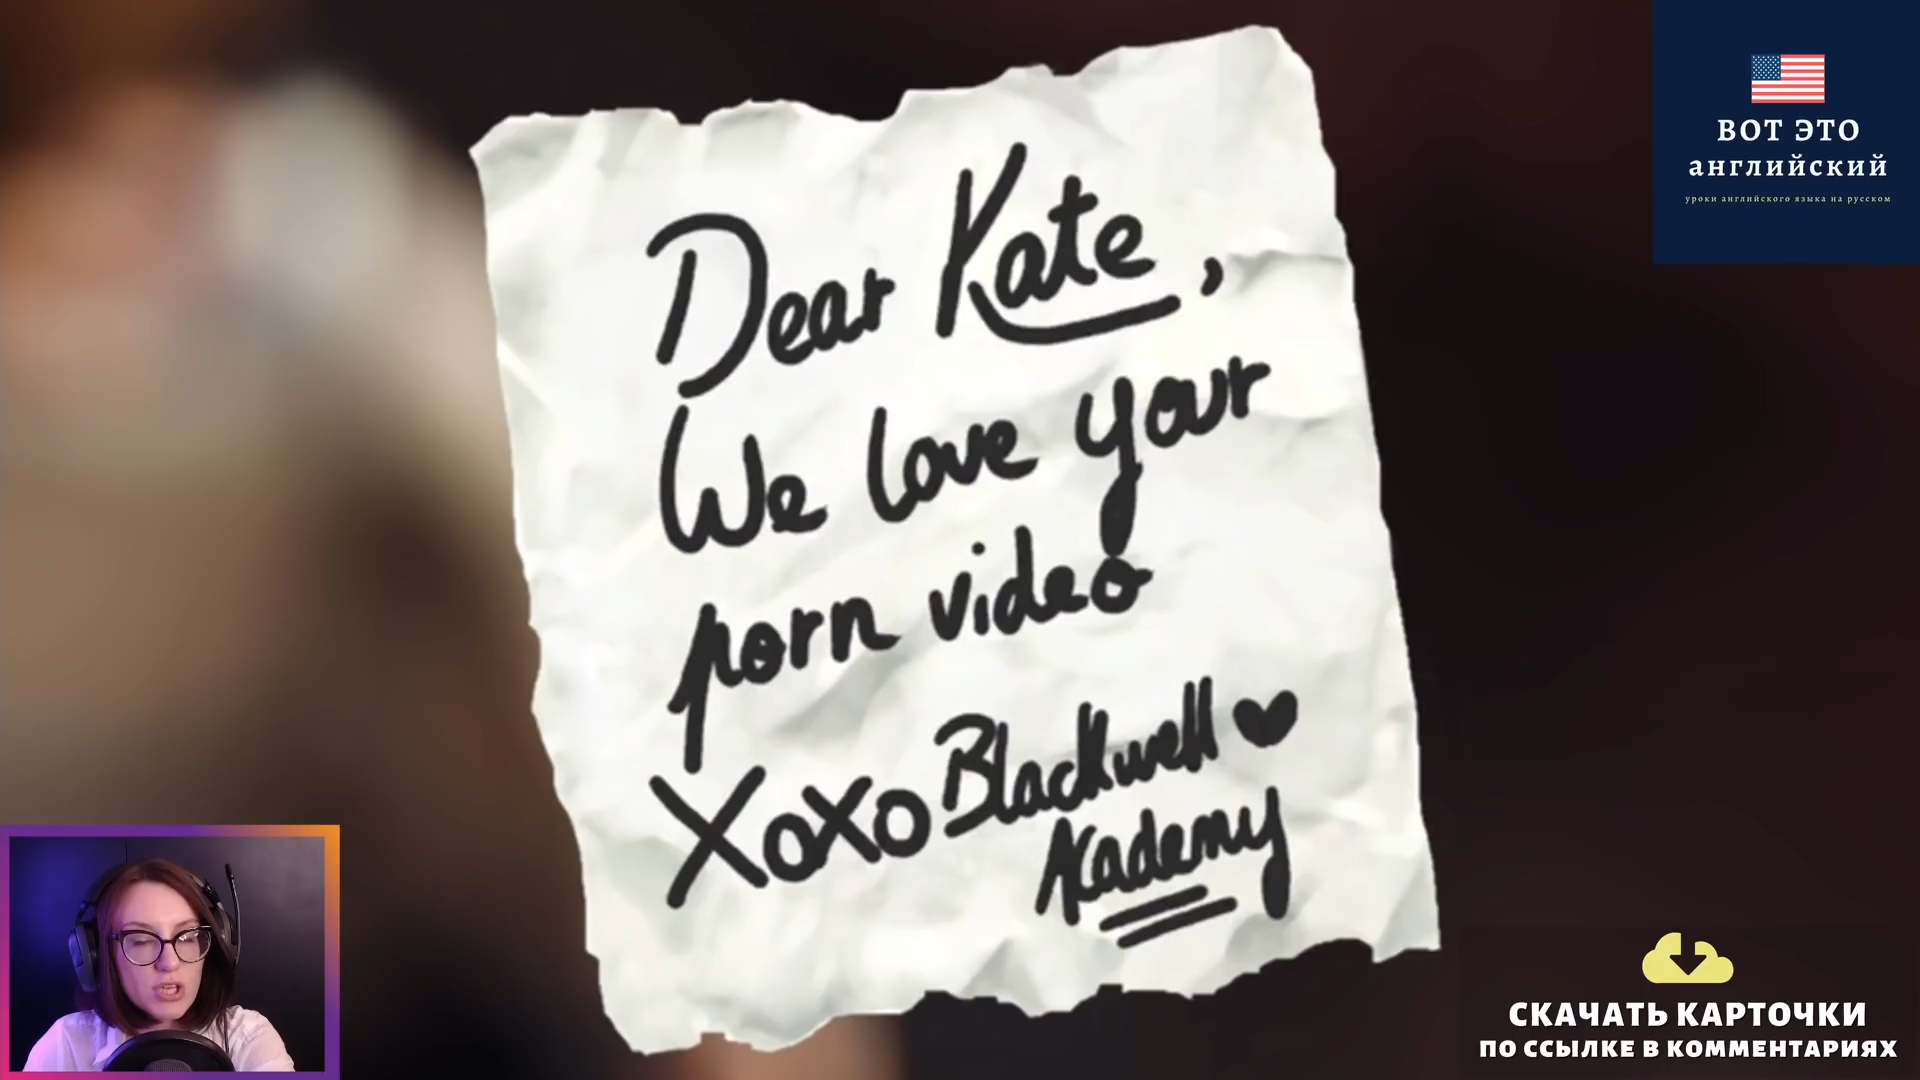 Dear Kate,
We love your
porn video
XoXo Blackwell
Academy
ВОТ ЭТО
английский
уроки английского языка на русском
СКАЧАТЬ КАРТОЧКИ
ПО ССЫЛКЕ В КОММЕНТАРИЯХ